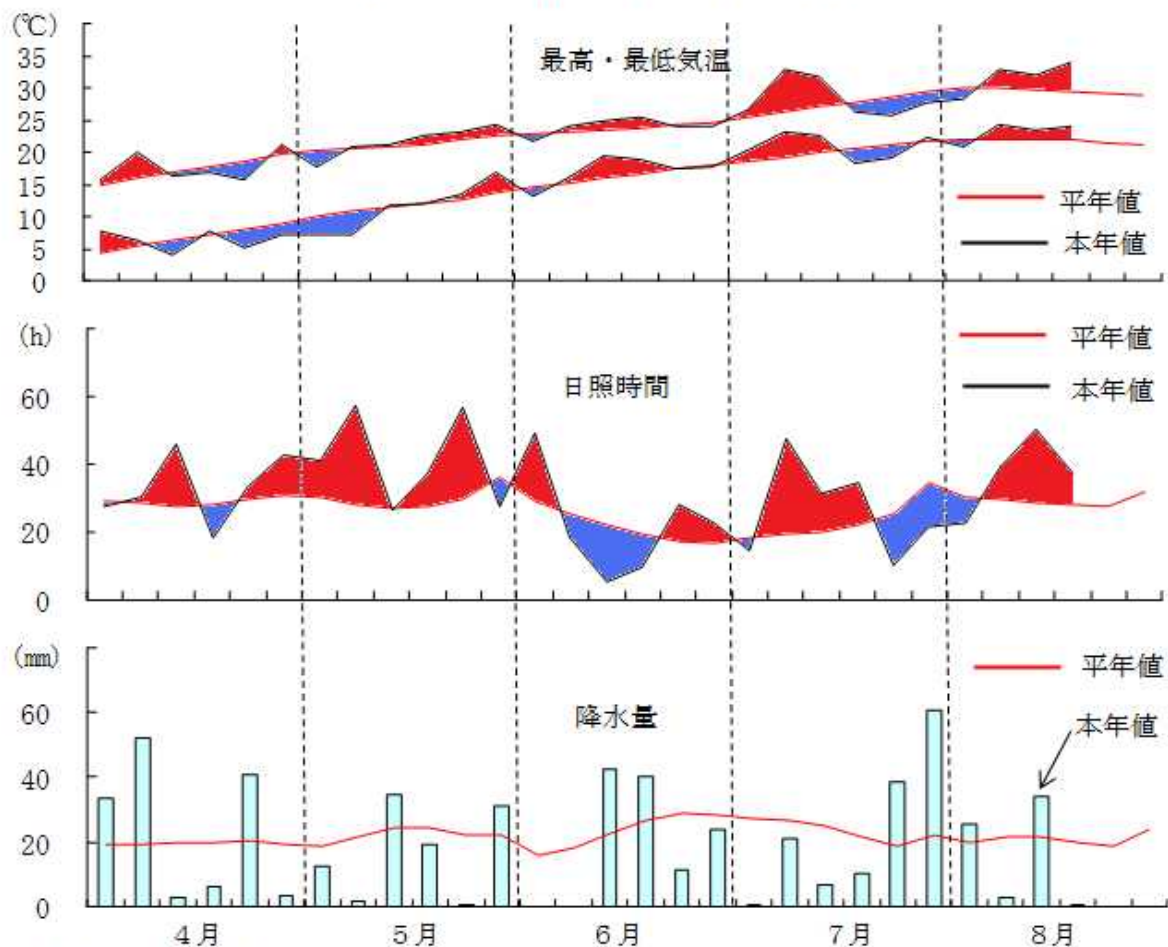 (℃)
35
30
25
20
15
10
5
0
最高・最低気温
平年値
本年値
(h)
60
40
20
0
日照時間
平年値
本年値
(mm)
60
40
20
0
降水量
平年値
本年値
4月 5月 6月 7月 8月